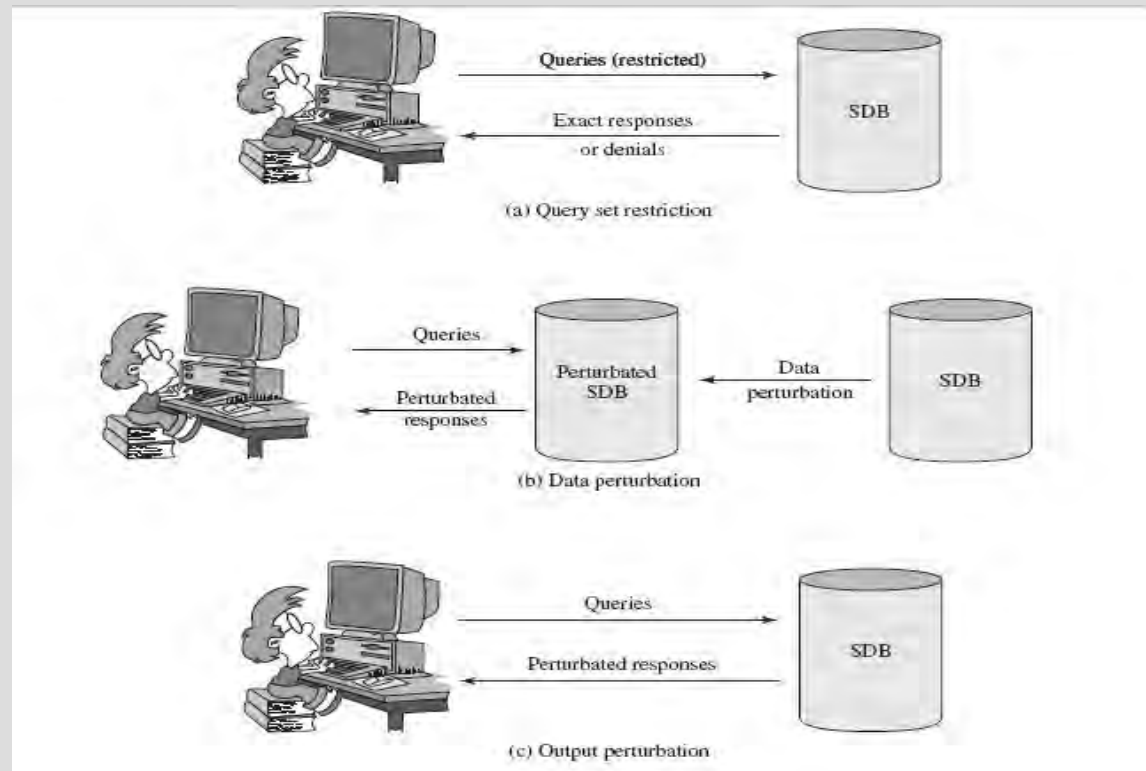 Queries (restricted)
Exact responses
or denials
SDB
(a) Query set restriction
Queries
Perturbated
responses
Perturbated
SDB
Data
perturbation
SDB
(b) Data perturbation
Queries
Perturbated responses
SDB
(c) Output perturbation